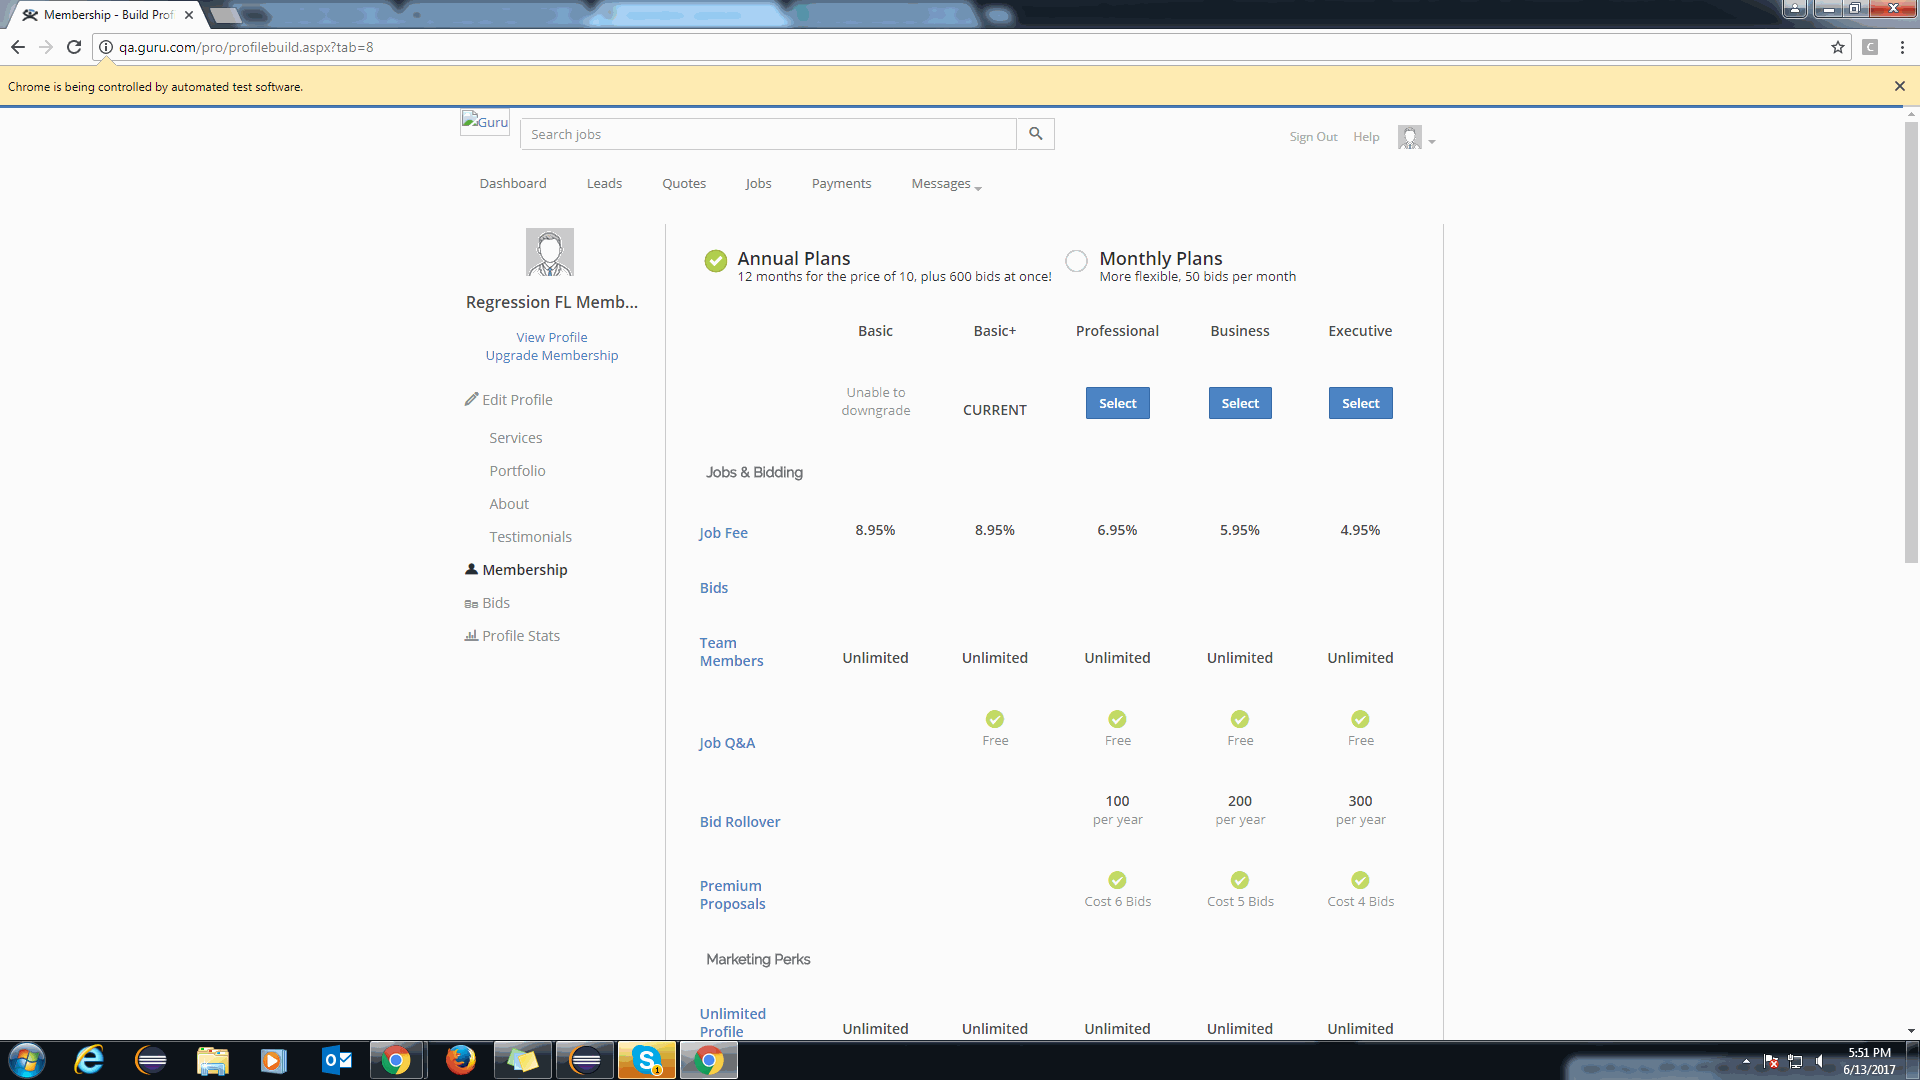 Membership - Build Prof
qa.guru.com/pro/profilebuild.aspx?tab=8
C
Chrome is being controlled by automated test software.
Guru
Search jobs
Sign Out Help
Dashboard Leads Quotes Jobs Payments Messages
Regression FL Memb...
View Profile
Upgrade Membership
Edit Profile
Services
Portfolio
About
Testimonials
Membership
Bids
Profile Stats
Annual Plans
12 months for the price of 10, plus 600 bids at once!
Monthly Plans
More flexible, 50 bids per month
Basic Basic+ Professional Business Executive
Unable to
downgrade
CURRENT Select Select Select
Jobs & Bidding
Job Fee 8.95% 8.95% 6.95% 5.95% 4.95%
Bids
Team
Members
Unlimited Unlimited Unlimited Unlimited Unlimited
Job Q&A
Free Free Free Free
Bid Rollover
100 200 300
per year per year per year
Premium
Proposals
Cost 6 Bids Cost 5 Bids Cost 4 Bids
Marketing Perks
Unlimited
Profile
Unlimited Unlimited Unlimited Unlimited Unlimited
1
5:51 PM
6/13/2017